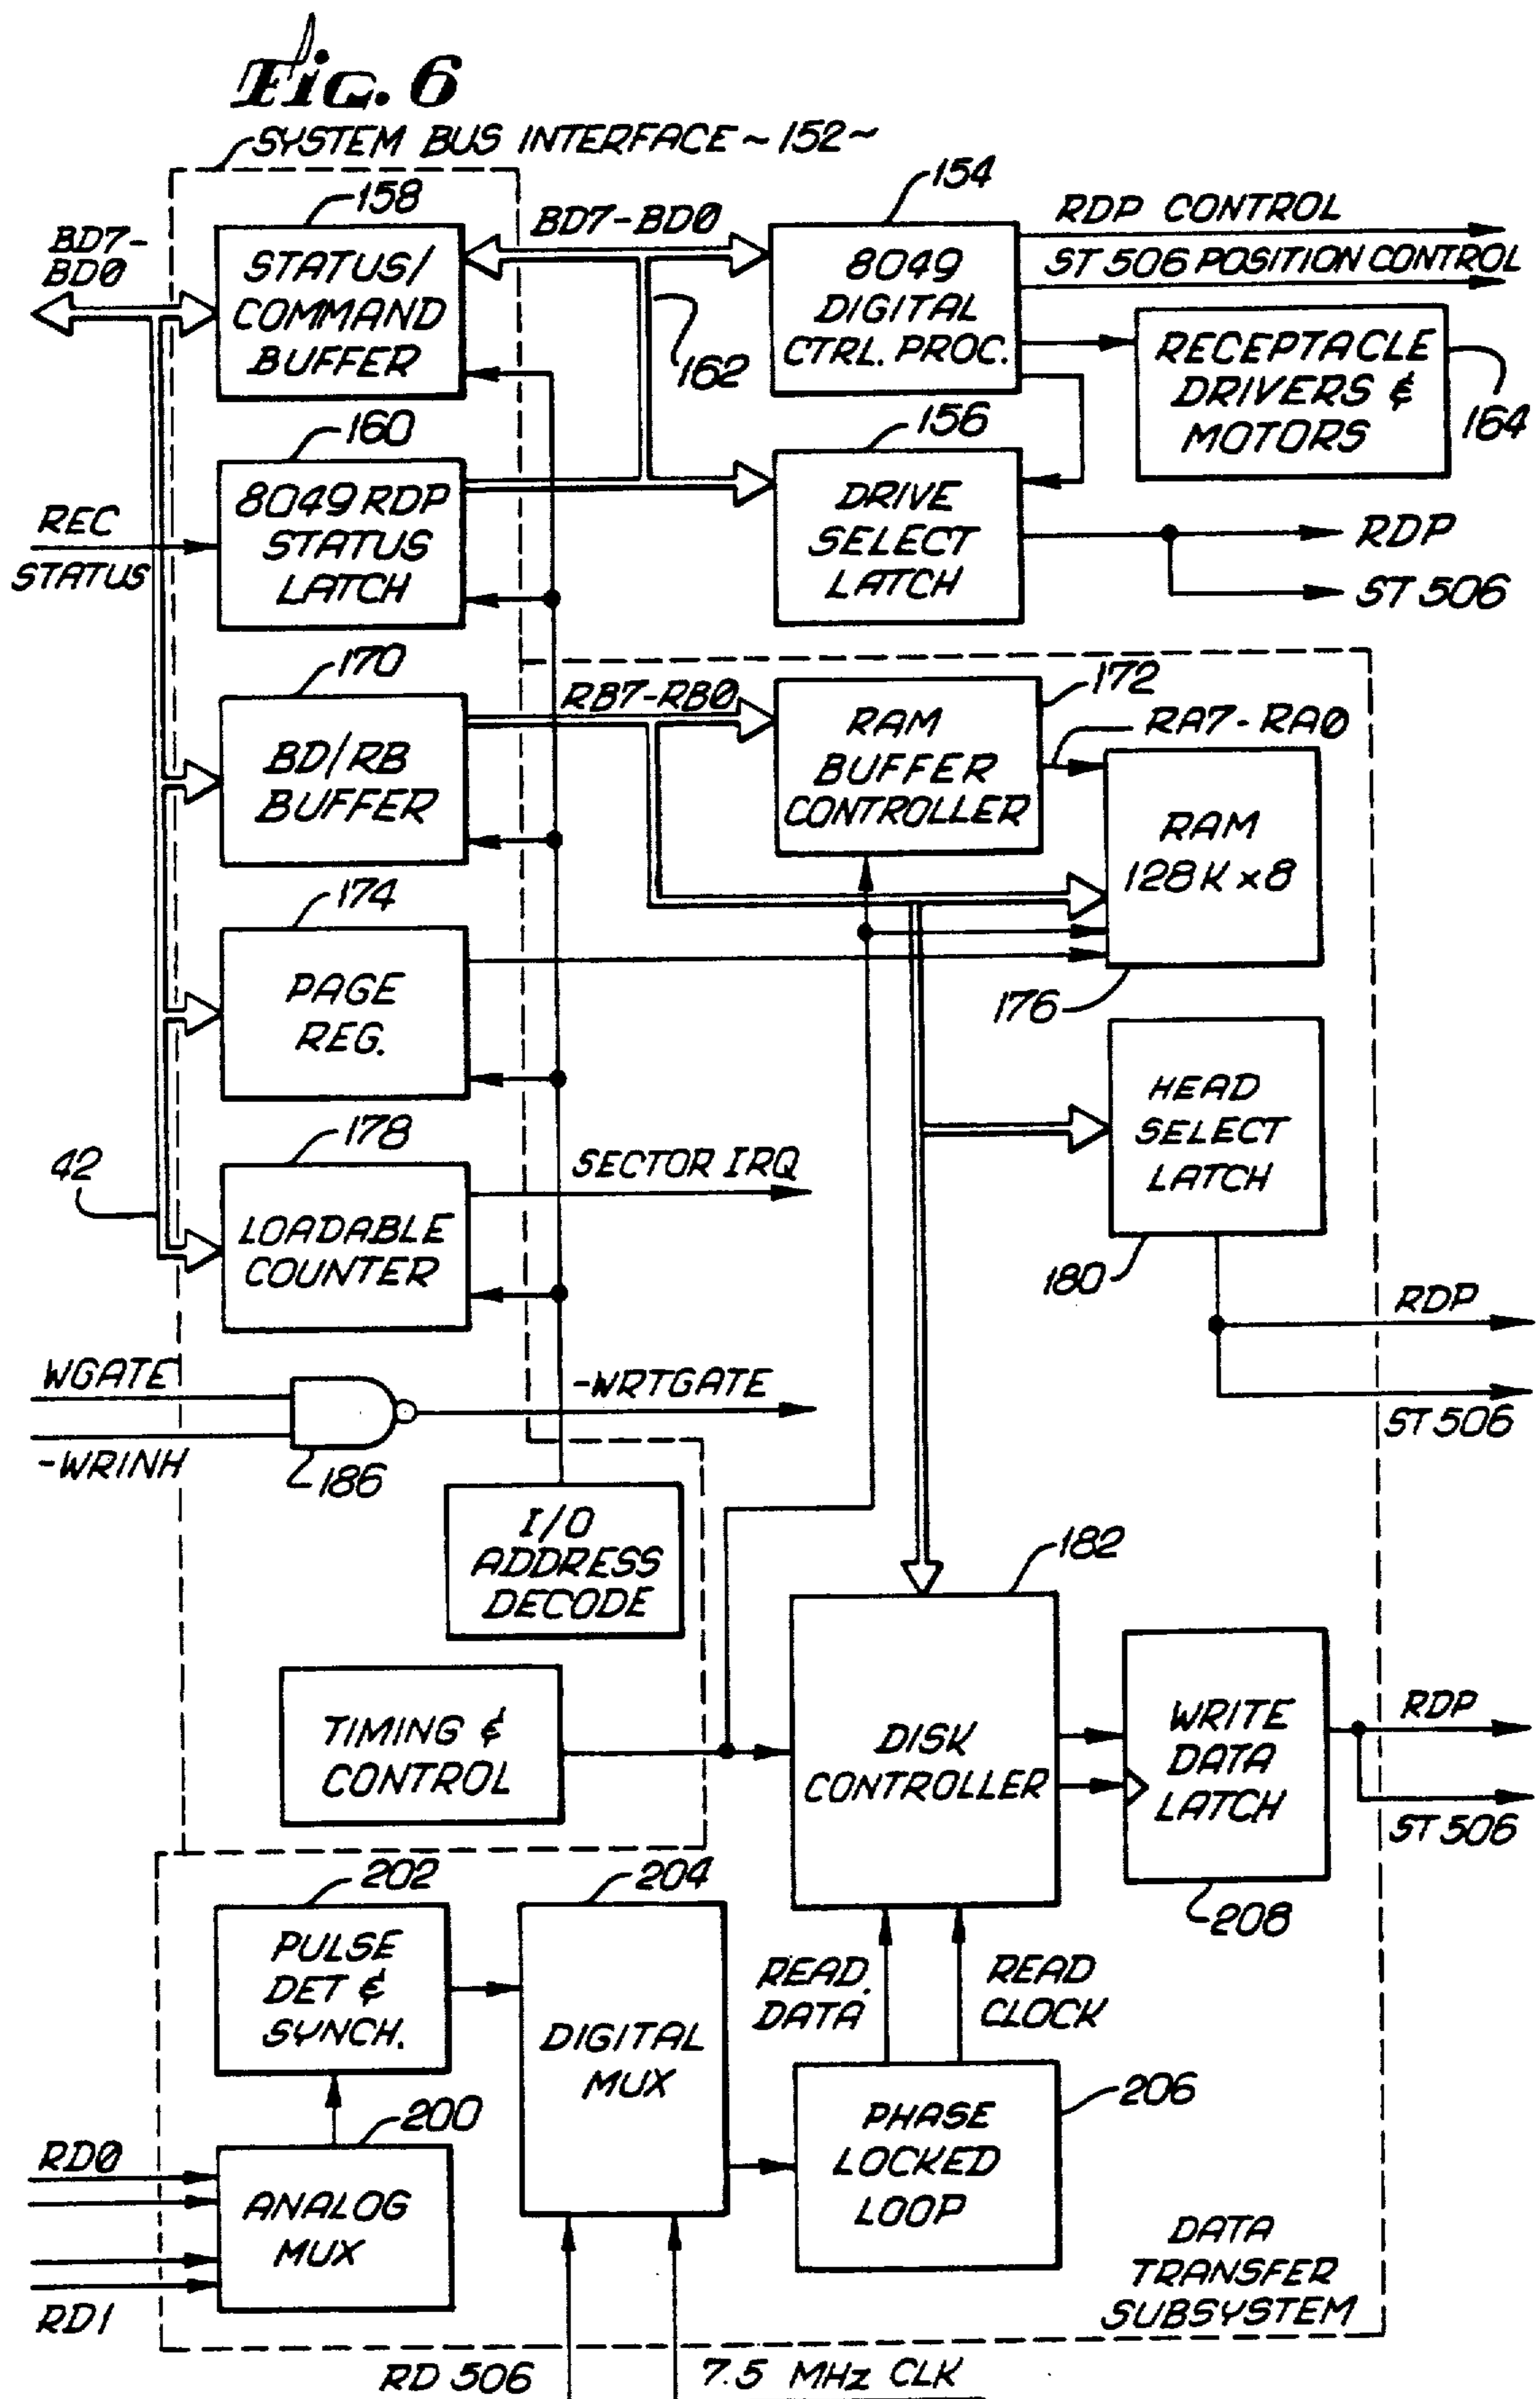 Fig. 6
SYSTEM BUS INTERFACE ~152~
158
BD7-BD0
154
RDP CONTROL
BD7-
BD0
STATUS/
COMMAND
BUFFER
8049
DIGITAL
CTRL. PROC.
ST 506 POSITION CONTROL
162
RECEPTACLE
DRIVERS &
MOTORS
164
160
156
REC
STATUS
8049 RDP
STATUS
LATCH
DRIVE
SELECT
LATCH
RDP
ST 506
170
RB7-RB0
172
BD/RB
BUFFER
RAM
BUFFER
CONTROLLER
RA7-RA0
RAM
128K x8
174
PAGE
REG.
176
HEAD
SELECT
LATCH
42
178
SECTOR IRQ
LOADABLE
COUNTER
180
RDP
ST 506
WGATE
-WRINH
-WRTGATE
186
I/O
ADDRESS
DECODE
182
TIMING &
CONTROL
DISK
CONTROLLER
WRITE
DATA
LATCH
RDP
ST 506
208
202
204
PULSE
DET &
SYNCH.
READ
DATA
READ
CLOCK
DIGITAL
MUX
200
206
RD0
RD1
ANALOG
MUX
PHASE
LOCKED
LOOP
DATA
TRANSFER
SUBSYSTEM
RD 506
7.5 MHz CLK